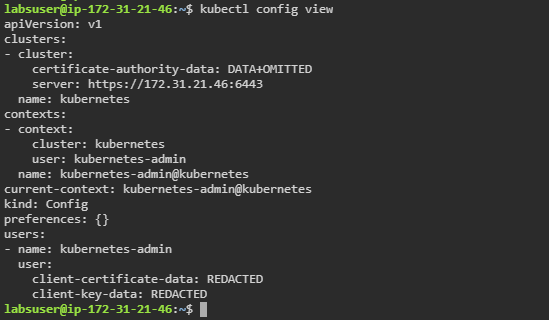 labsuser@ip-172-31-21-46:~$ kubectl config view
apiVersion: v1
clusters:
- cluster:
    certificate-authority-data: DATA+OMITTED
    server: https://172.31.21.46:6443
  name: kubernetes
contexts:
- context:
    cluster: kubernetes
    user: kubernetes-admin
  name: kubernetes-admin@kubernetes
current-context: kubernetes-admin@kubernetes
kind: Config
preferences: {}
users:
- name: kubernetes-admin
  user:
    client-certificate-data: REDACTED
    client-key-data: REDACTED
labsuser@ip-172-31-21-46:~$